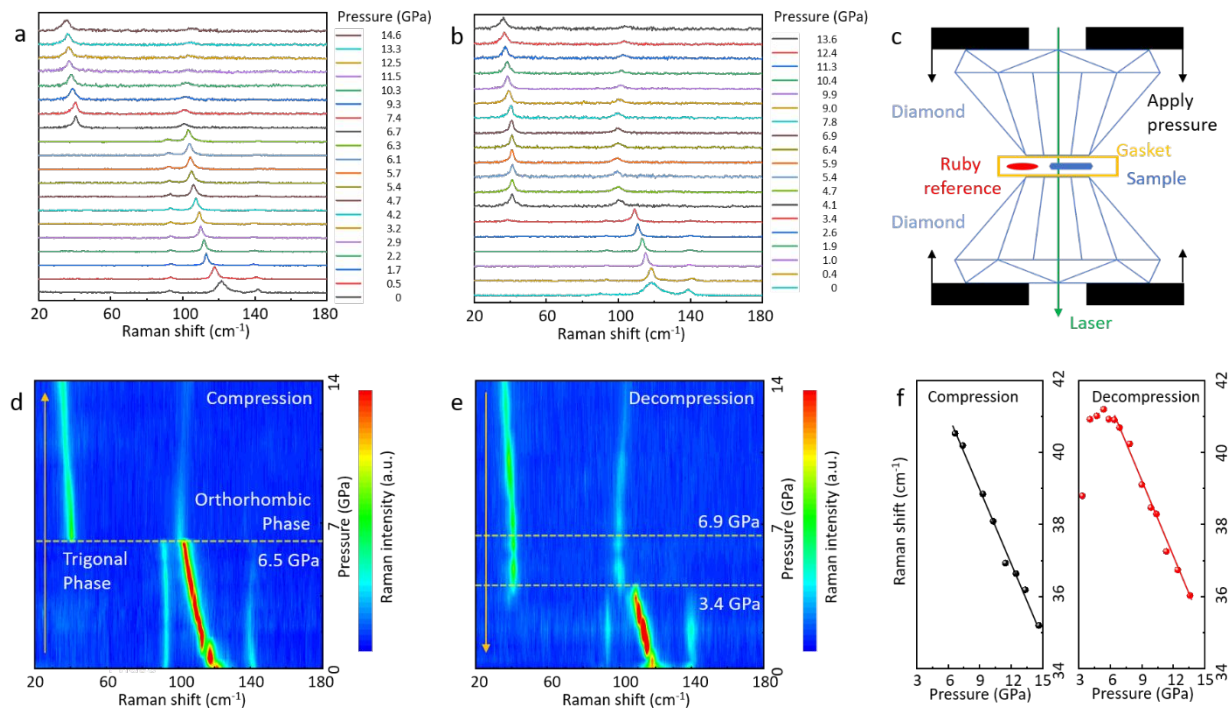 a
Pressure (GPa)
14.6
13.3
12.5
11.5
10.3
9.3
7.4
6.7
6.3
6.1
5.7
5.4
4.7
4.2
3.2
2.9
2.2
1.7
0.5
0
20 60 100 140 180
Raman shift (cm⁻¹)
b
Pressure (GPa)
13.6
12.4
11.3
10.4
9.9
9.0
7.8
6.9
6.4
5.9
5.4
4.7
4.1
3.4
2.6
1.9
1.0
0.4
0
20 60 100 140 180
Raman shift (cm⁻¹)
c
Diamond
Apply
pressure
Gasket
Ruby
reference
Sample
Diamond
Laser
d
Compression
Orthorhombic
Phase
Trigonal
Phase
6.5 GPa
14
7
0
Pressure (GPa)
Raman intensity (a.u.)
20 60 100 140 180
Raman shift (cm⁻¹)
e
Decompression
6.9 GPa
3.4 GPa
14
7
0
Pressure (GPa)
Raman intensity (a.u.)
20 60 100 140 180
Raman shift (cm⁻¹)
f
Compression
Decompression
Raman shift (cm⁻¹)
34 36 38 40 42
34 36 38 40 42
3 6 9 12 15
3 6 9 12 15
Pressure (GPa)
Pressure (GPa)